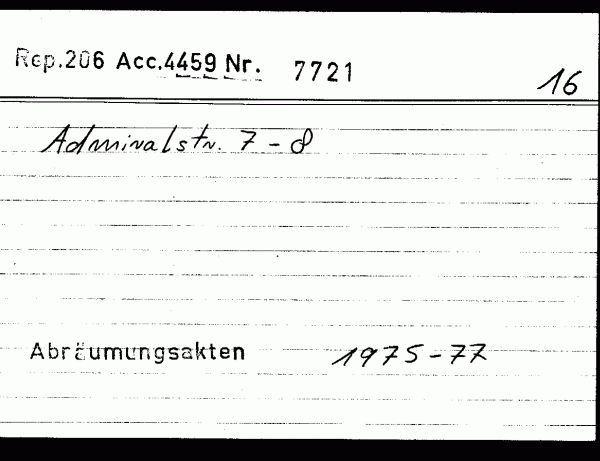 Rep.206 Acc.4459 Nr. 7721
16
Admiralstr. 7 - 8
Abräumungsakten 1975-77